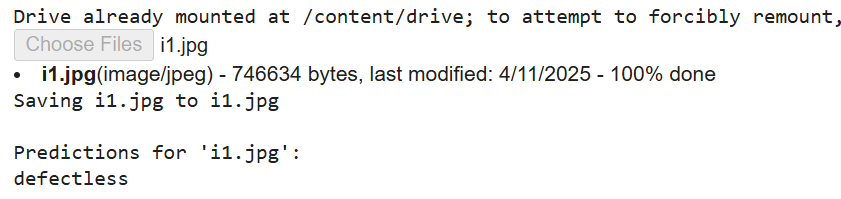 Drive already mounted at /content/drive; to attempt to forcibly remount,
Choose Files i1.jpg
• i1.jpg(image/jpeg) - 746634 bytes, last modified: 4/11/2025 - 100% done
Saving i1.jpg to i1.jpg
Predictions for 'i1.jpg':
defectless